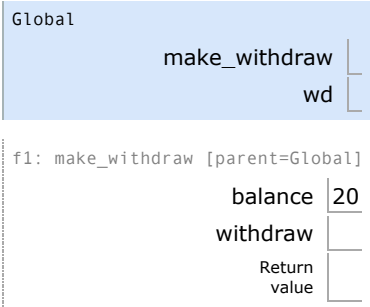 Global
make_withdraw
wd
f1: make_withdraw [parent=Global]
balance 20
withdraw
Return
value